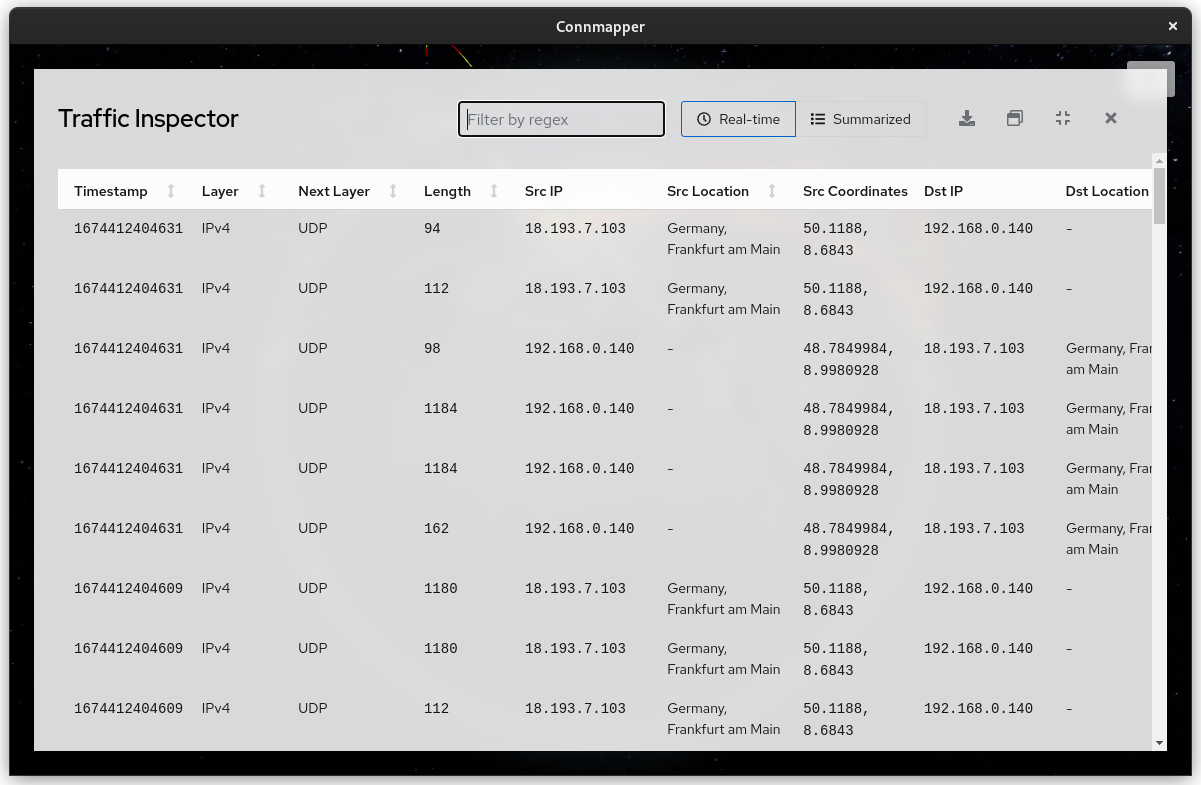 Connmapper
Traffic Inspector
Filter by regex
Real-time
Summarized
Timestamp Layer Next Layer Length Src IP Src Location Src Coordinates Dst IP Dst Location
1674412404631 IPv4 UDP 94 18.193.7.103 Germany, 50.1188, 192.168.0.140 -
Frankfurt am Main 8.6843
1674412404631 IPv4 UDP 112 18.193.7.103 Germany, 50.1188, 192.168.0.140 -
Frankfurt am Main 8.6843
1674412404631 IPv4 UDP 98 192.168.0.140 - 48.7849984, 18.193.7.103 Germany, Fra
8.9980928 am Main
1674412404631 IPv4 UDP 1184 192.168.0.140 - 48.7849984, 18.193.7.103 Germany, Fra
8.9980928 am Main
1674412404631 IPv4 UDP 1184 192.168.0.140 - 48.7849984, 18.193.7.103 Germany, Fra
8.9980928 am Main
1674412404631 IPv4 UDP 162 192.168.0.140 - 48.7849984, 18.193.7.103 Germany, Fra
8.9980928 am Main
1674412404609 IPv4 UDP 1180 18.193.7.103 Germany, 50.1188, 192.168.0.140 -
Frankfurt am Main 8.6843
1674412404609 IPv4 UDP 1180 18.193.7.103 Germany, 50.1188, 192.168.0.140 -
Frankfurt am Main 8.6843
1674412404609 IPv4 UDP 112 18.193.7.103 Germany, 50.1188, 192.168.0.140 -
Frankfurt am Main 8.6843